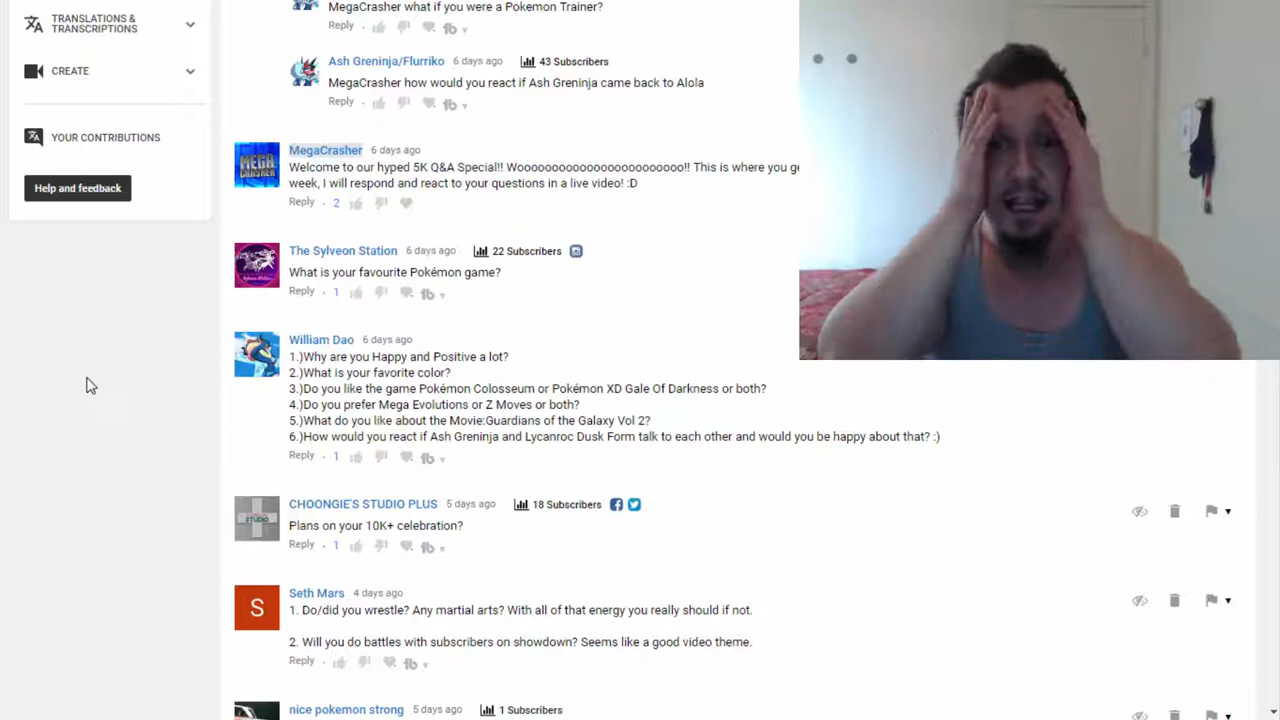 TRANSLATIONS &
TRANSCRIPTIONS
CREATE
YOUR CONTRIBUTIONS
Help and feedback
MegaCrasher what if you were a Pokemon Trainer?
Reply
Ash Greninja/Flurriko 6 days ago 43 Subscribers
MegaCrasher how would you react if Ash Greninja came back to Alola
Reply
MEGA CRASHER
MegaCrasher 6 days ago
Welcome to our hyped 5K Q&A Special!! Woooooooooooooooooooooooo!! This is where you ge
week, I will respond and react to your questions in a live video! :D
Reply . 2
The Sylveon Station 6 days ago 22 Subscribers
What is your favourite Pokémon game?
Reply . 1
William Dao 6 days ago
1.)Why are you Happy and Positive a lot?
2.)What is your favorite color?
3.)Do you like the game Pokémon Colosseum or Pokémon XD Gale Of Darkness or both?
4.)Do you prefer Mega Evolutions or Z Moves or both?
5.)What do you like about the Movie:Guardians of the Galaxy Vol 2?
6.)How would you react if Ash Greninja and Lycanroc Dusk Form talk to each other and would you be happy about that? :)
Reply . 1
STUDIO
CHOONGIE'S STUDIO PLUS 5 days ago 18 Subscribers
Plans on your 10K+ celebration?
Reply . 1
S
Seth Mars 4 days ago
1. Do/did you wrestle? Any martial arts? With all of that energy you really should if not.
2. Will you do battles with subscribers on showdown? Seems like a good video theme.
Reply
nice pokemon strong 5 days ago 1 Subscribers